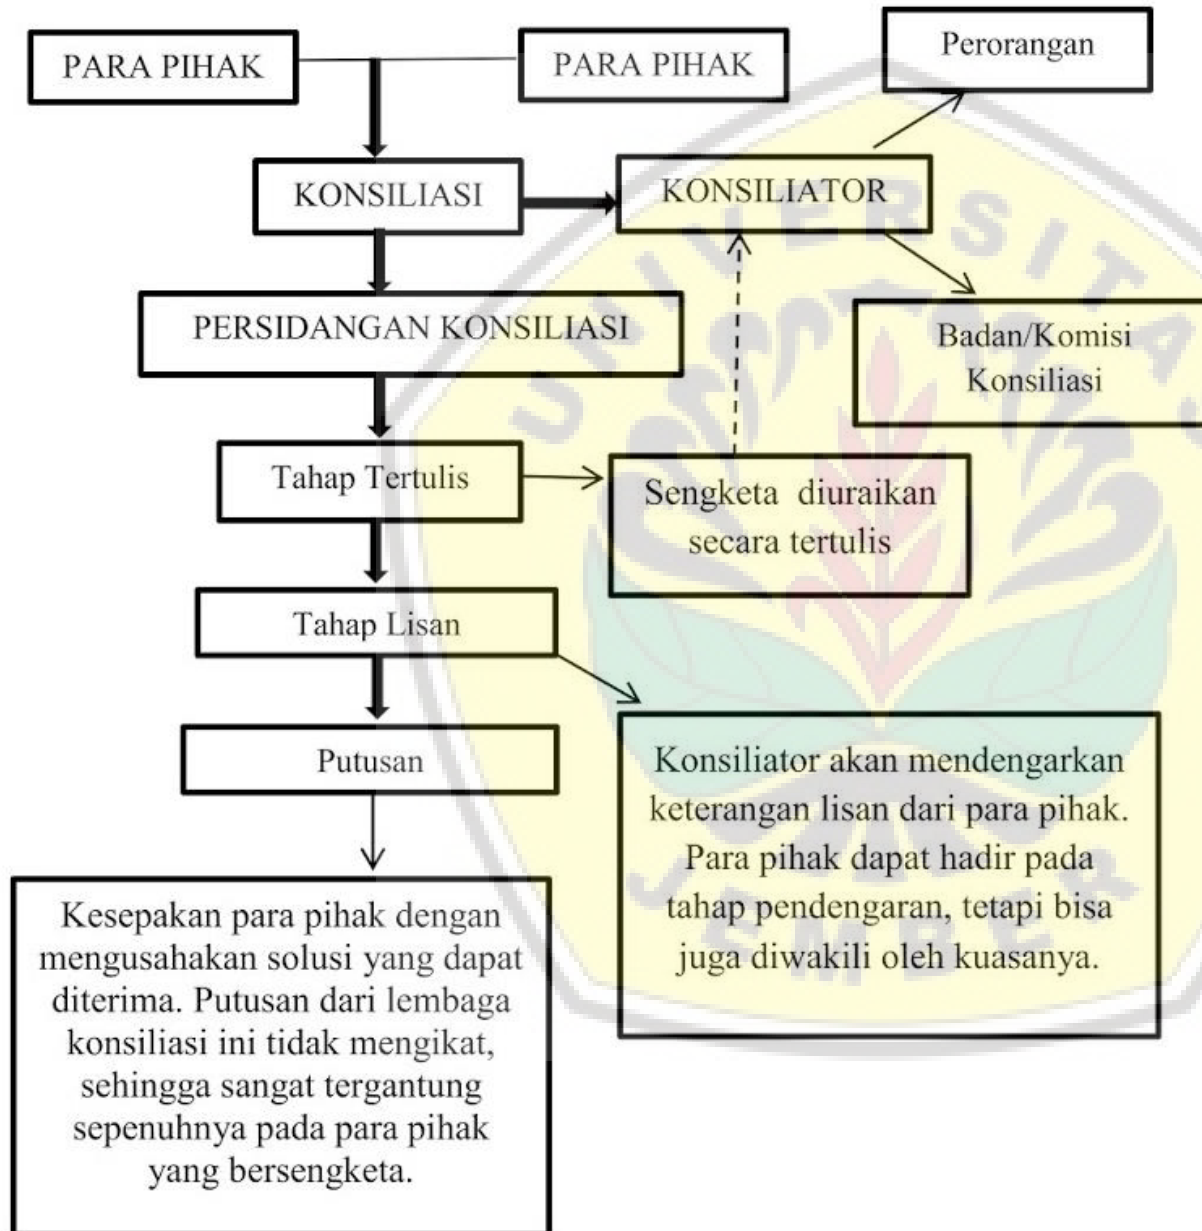 PARA PIHAK
PARA PIHAK
Perorangan
KONSILIASI
KONSILIATOR
PERSIDANGAN KONSILIASI
Badan/Komisi
Konsiliasi
Tahap Tertulis
Sengketa diuraikan
secara tertulis
Tahap Lisan
Putusan
Konsiliator akan mendengarkan
keterangan lisan dari para pihak.
Para pihak dapat hadir pada
tahap pendengaran, tetapi bisa
juga diwakili oleh kuasanya.
Kesepakan para pihak dengan
mengusahakan solusi yang dapat
diterima. Putusan dari lembaga
konsiliasi ini tidak mengikat,
sehingga sangat tergantung
sepenuhnya pada para pihak
yang bersengketa.
UNIVERSITAS
JEMBER